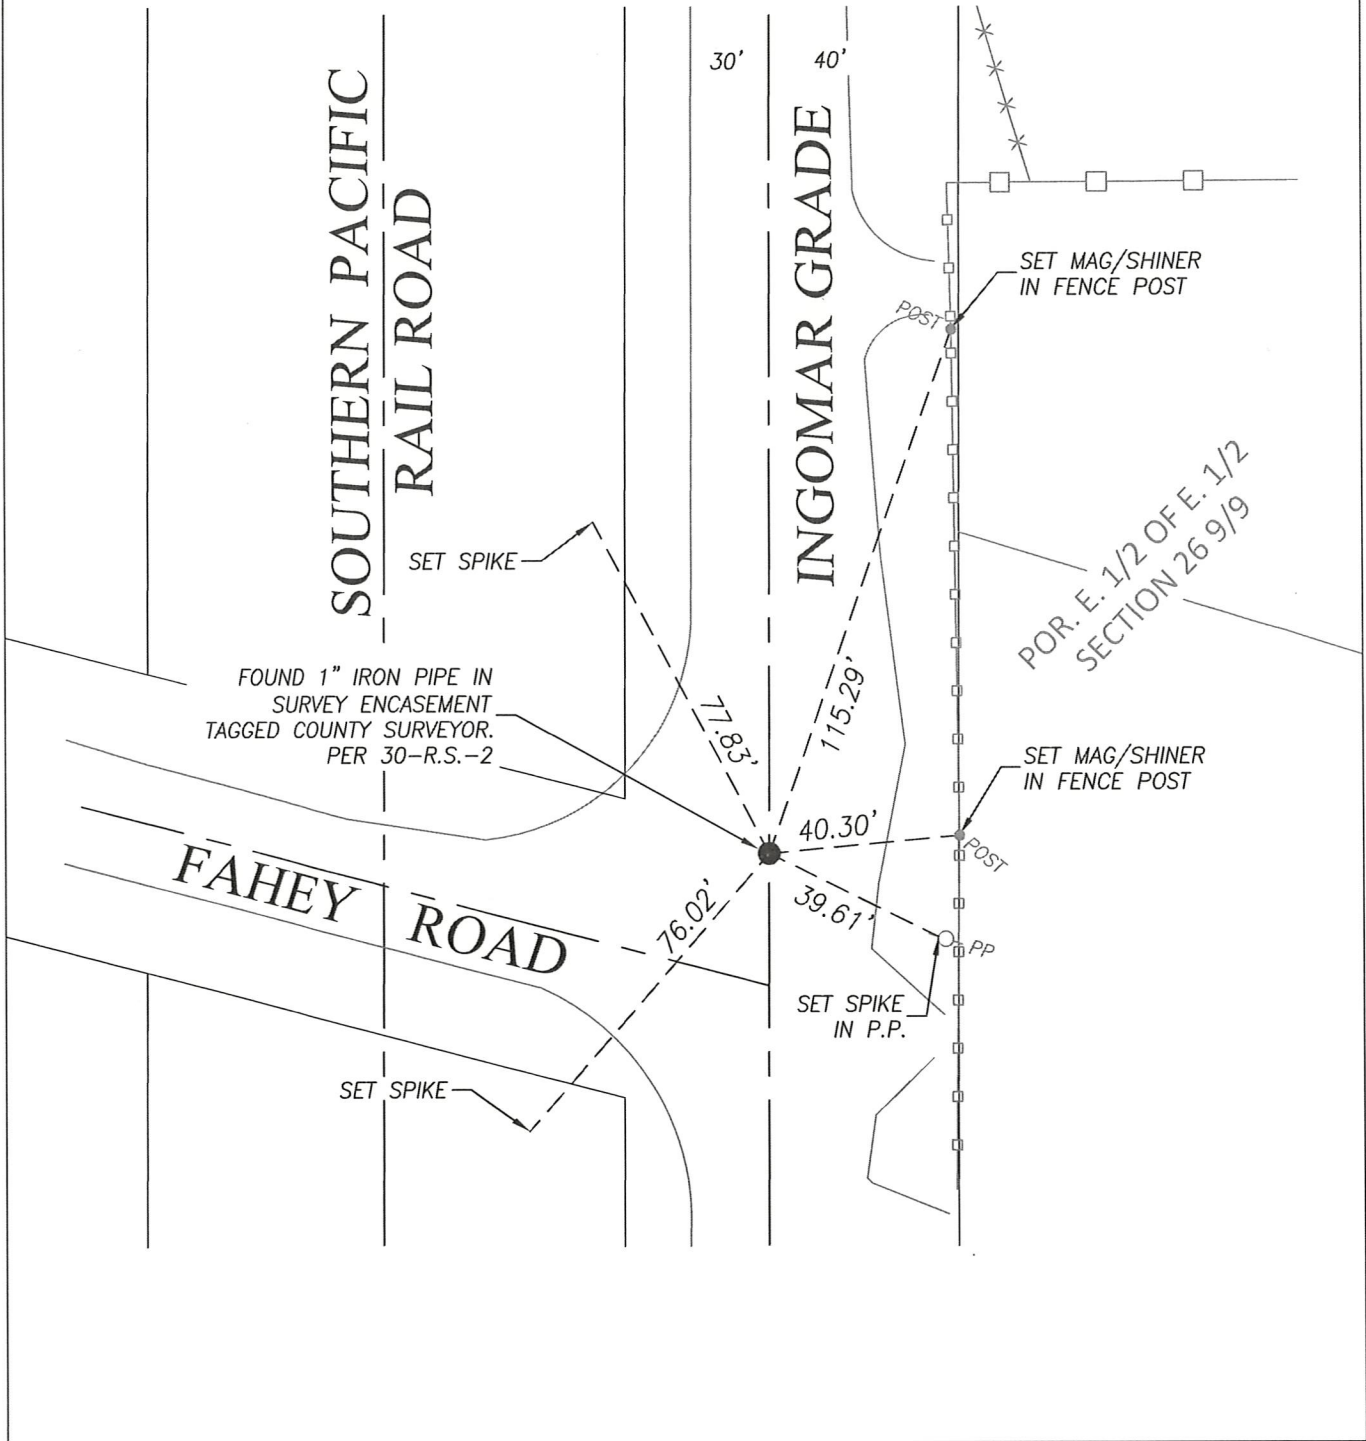 30'
40'
SOUTHERN PACIFIC
RAIL ROAD
INGOMAR GRADE
SET MAG/SHINER
IN FENCE POST
POST
POR. E. 1/2 OF E. 1/2
SECTION 26 9/9
SET SPIKE
FOUND 1" IRON PIPE IN
SURVEY ENCASEMENT
TAGGED COUNTY SURVEYOR.
PER 30-R.S.-2
77.83'
115.29'
SET MAG/SHINER
IN FENCE POST
40.30'
POST
FAHEY ROAD
76.02'
39.61'
PP
SET SPIKE
IN P.P.
SET SPIKE